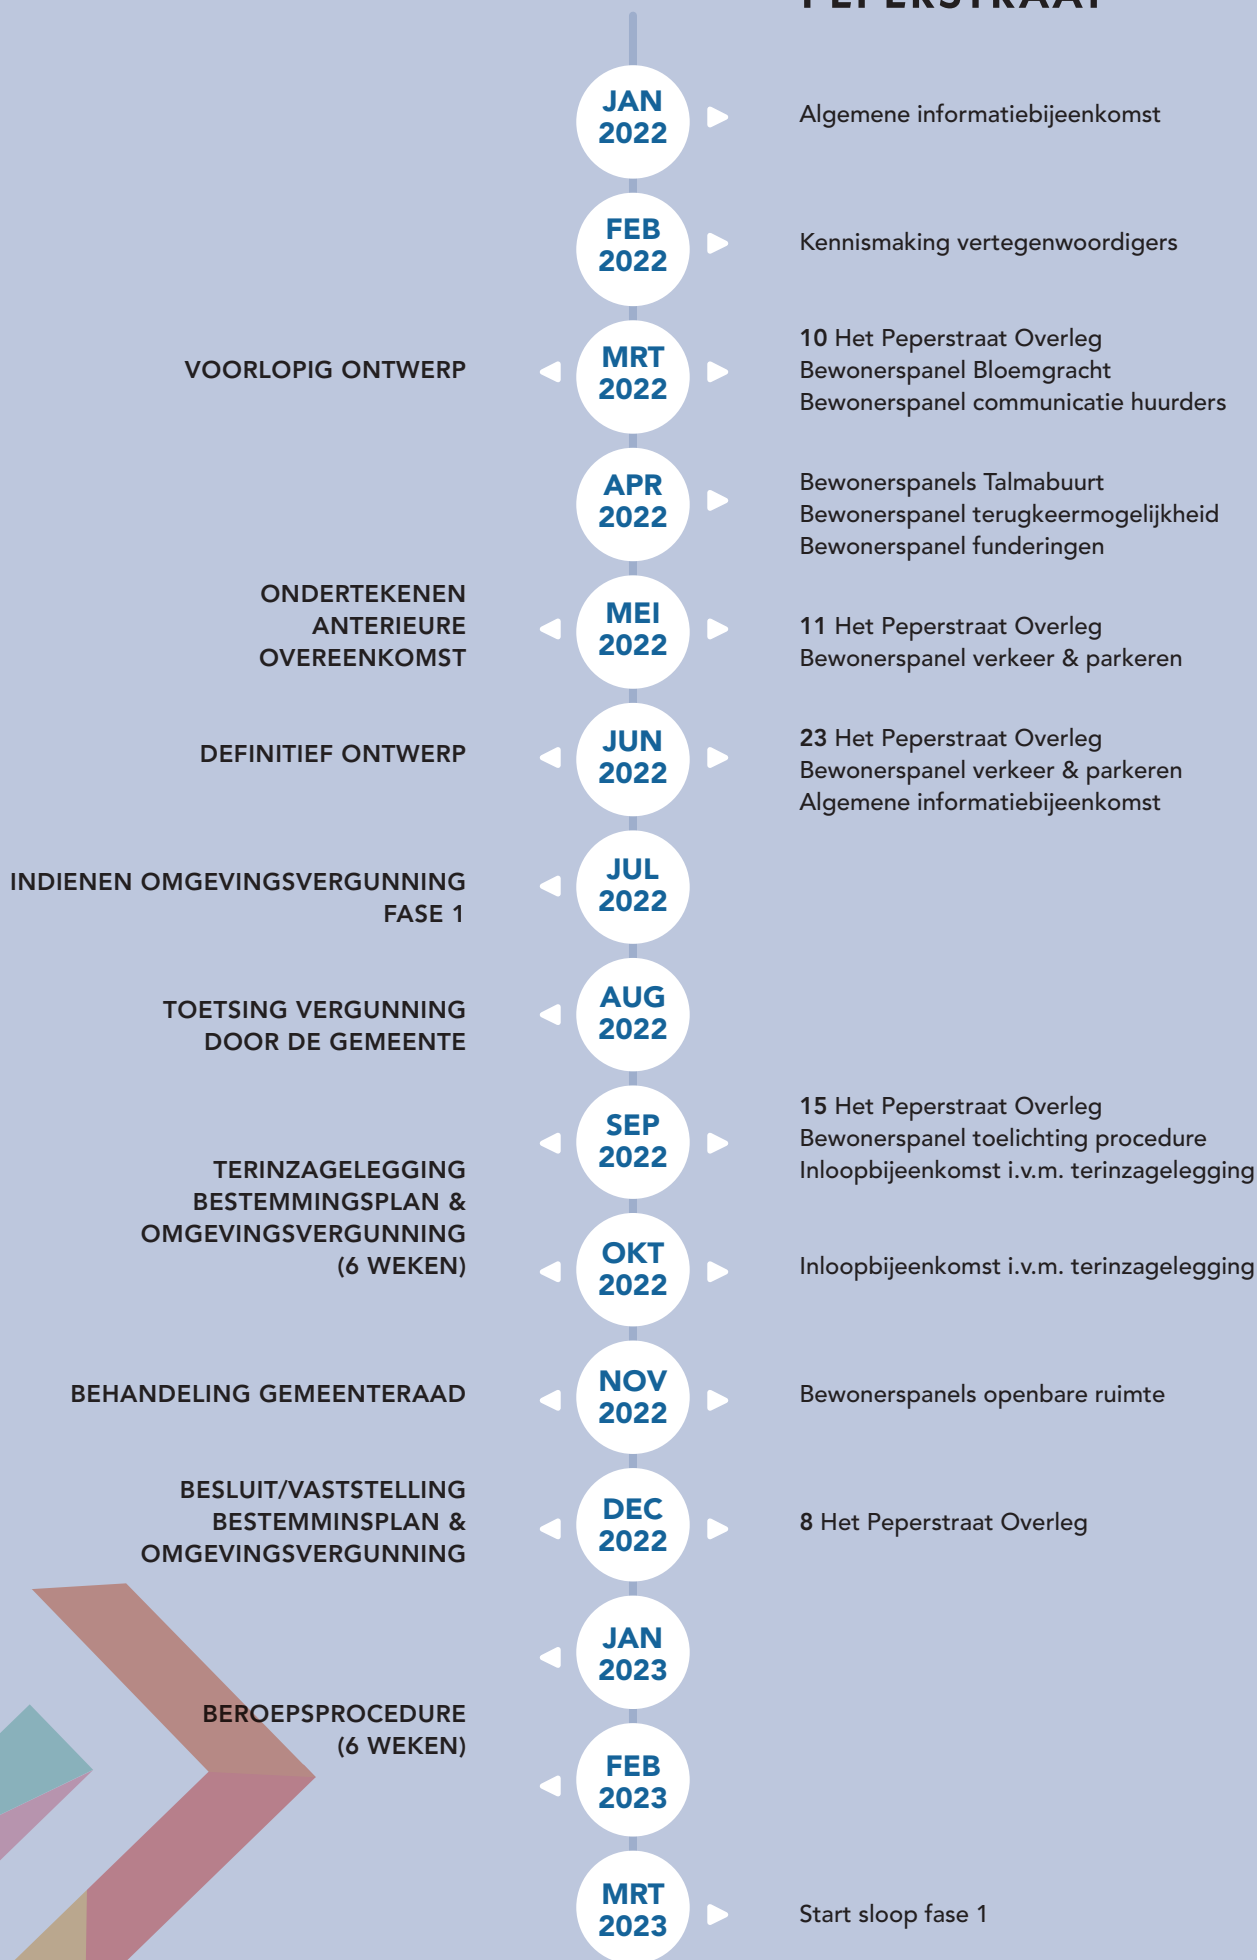 PEPERSTRAAT
JAN
2022
Algemene informatiebijeenkomst
FEB
2022
Kennismaking vertegenwoordigers
VOORLOPIG ONTWERP
MRT
2022
10 Het Peperstraat Overleg
Bewonerspanel Bloemgracht
Bewonerspanel communicatie huurders
APR
2022
Bewonerspanels Talmabuurt
Bewonerspanel terugkeermogelijkheid
Bewonerspanel funderingen
ONDERTEKENEN
ANTERIEURE
OVEREENKOMST
MEI
2022
11 Het Peperstraat Overleg
Bewonerspanel verkeer & parkeren
DEFINITIEF ONTWERP
JUN
2022
23 Het Peperstraat Overleg
Bewonerspanel verkeer & parkeren
Algemene informatiebijeenkomst
INDIENEN OMGEVINGSVERGUNNING
FASE 1
JUL
2022
TOETSING VERGUNNING
DOOR DE GEMEENTE
AUG
2022
TERINZAGELEGGING
BESTEMMINGSPLAN &
OMGEVINGSVERGUNNING
(6 WEKEN)
SEP
2022
15 Het Peperstraat Overleg
Bewonerspanel toelichting procedure
Inloopbijeenkomst i.v.m. terinzagelegging
OKT
2022
Inloopbijeenkomst i.v.m. terinzagelegging
BEHANDELING GEMEENTERAAD
NOV
2022
Bewonerspanels openbare ruimte
BESLUIT/VASTSTELLING
BESTEMMINSPLAN &
OMGEVINGSVERGUNNING
DEC
2022
8 Het Peperstraat Overleg
JAN
2023
BEROEPSPROCEDURE
(6 WEKEN)
FEB
2023
MRT
2023
Start sloop fase 1